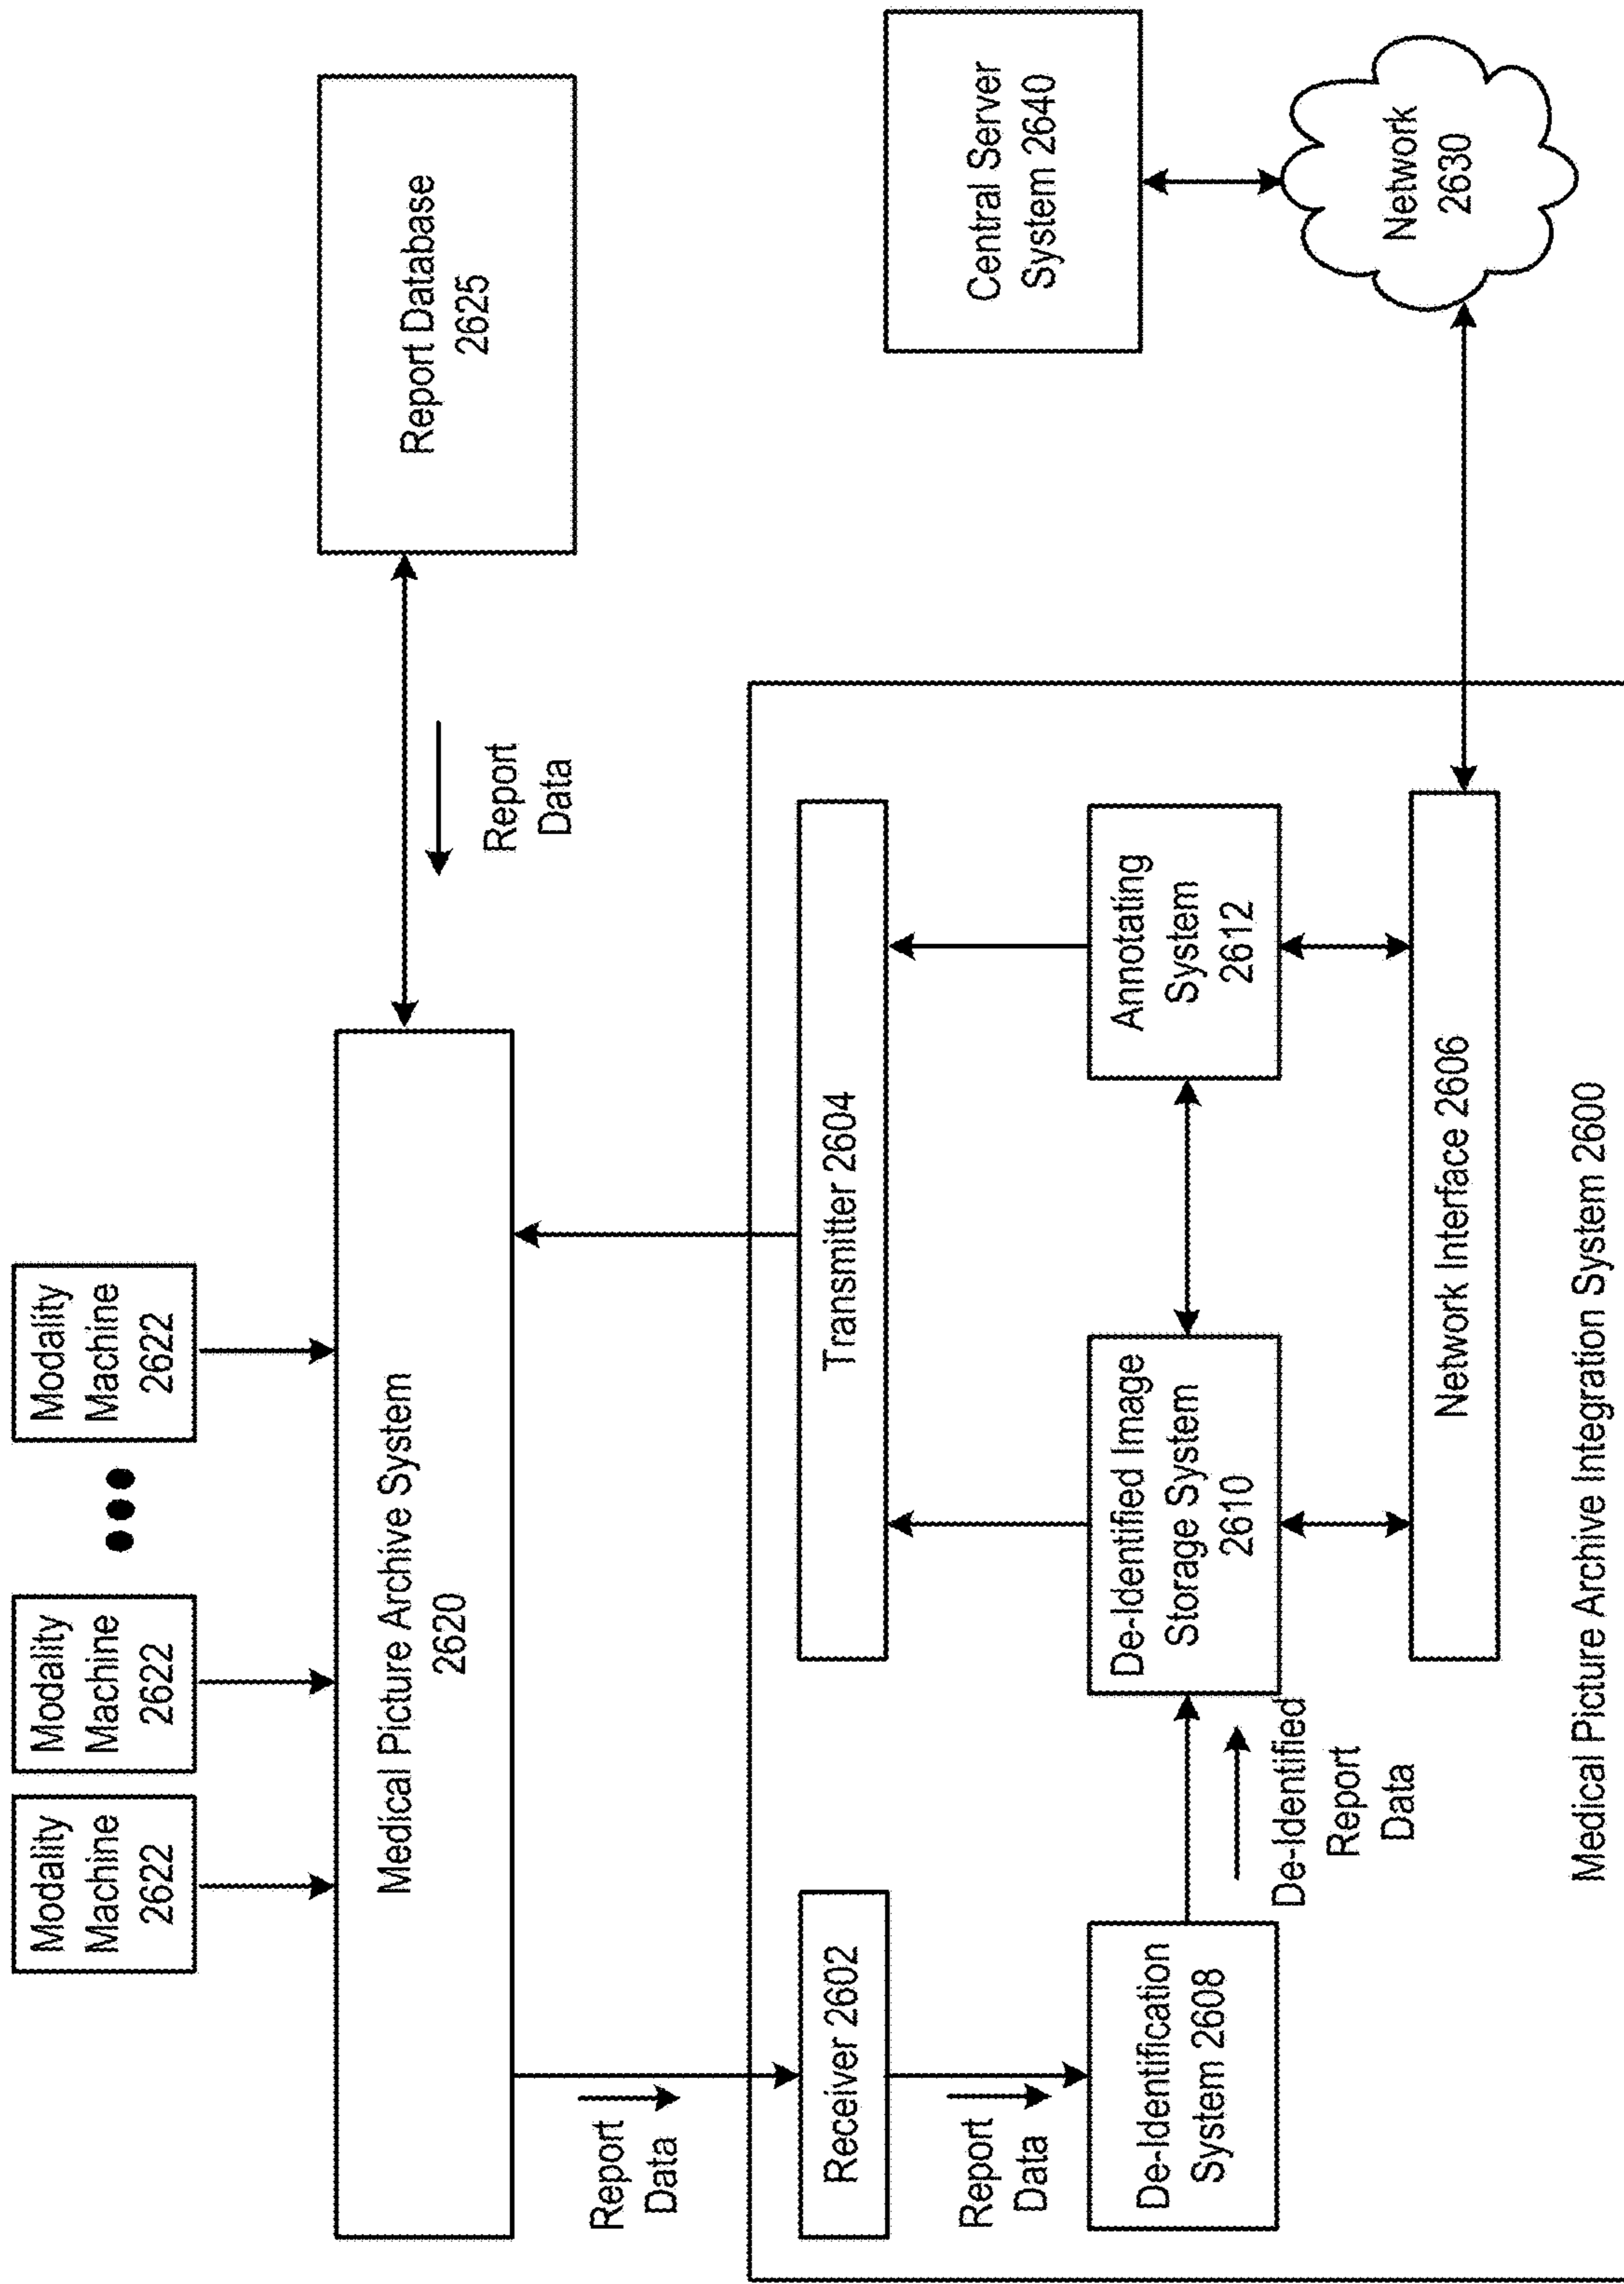 Modality
Machine
2622
Modality
Machine
2622
Modality
Machine
2622
Medical Picture Archive System
2620
Report Database
2625
Report
Data
Report
Data
Receiver 2602
Transmitter 2604
Report
Data
De-Identification
System 2608
De-Identified
Report
Data
De-Identified Image
Storage System
2610
Annotating
System
2612
Network Interface 2606
Medical Picture Archive Integration System 2600
Central Server
System 2640
Network
2630